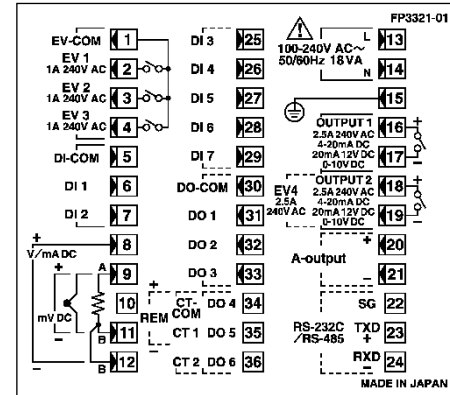 FP3321-01
EV-COM 1
EV 1
1A 240V AC 2
EV 2
1A 240V AC 3
EV 3
1A 240V AC 4
DI-COM 5
DI 1 6
DI 2 7
+ 8
V/mA DC
+ A 9
10
mV DC
- B 11
- B 12
DI 3 25
DI 4 26
DI 5 27
DI 6 28
DI 7 29
DO-COM 30
DO 1 31
DO 2 32
DO 3 33
+ CT-COM DO 4 34
REM
CT 1 DO 5 35
-
CT 2 DO 6 36
100-240V AC~
50/60Hz 18VA
L 13
N 14
15
OUTPUT 1
2.5A 240V AC
4-20mA DC
20mA 12V DC
0-10V DC
16 +
17 -
EV4
2.5A
240V AC
OUTPUT 2
2.5A 240V AC
4-20mA DC
20mA 12V DC
0-10V DC
18 +
19 -
+ 20
A-output
- 21
SG 22
RS-232C
/RS-485
TXD
+ 23
RXD
- 24
MADE IN JAPAN